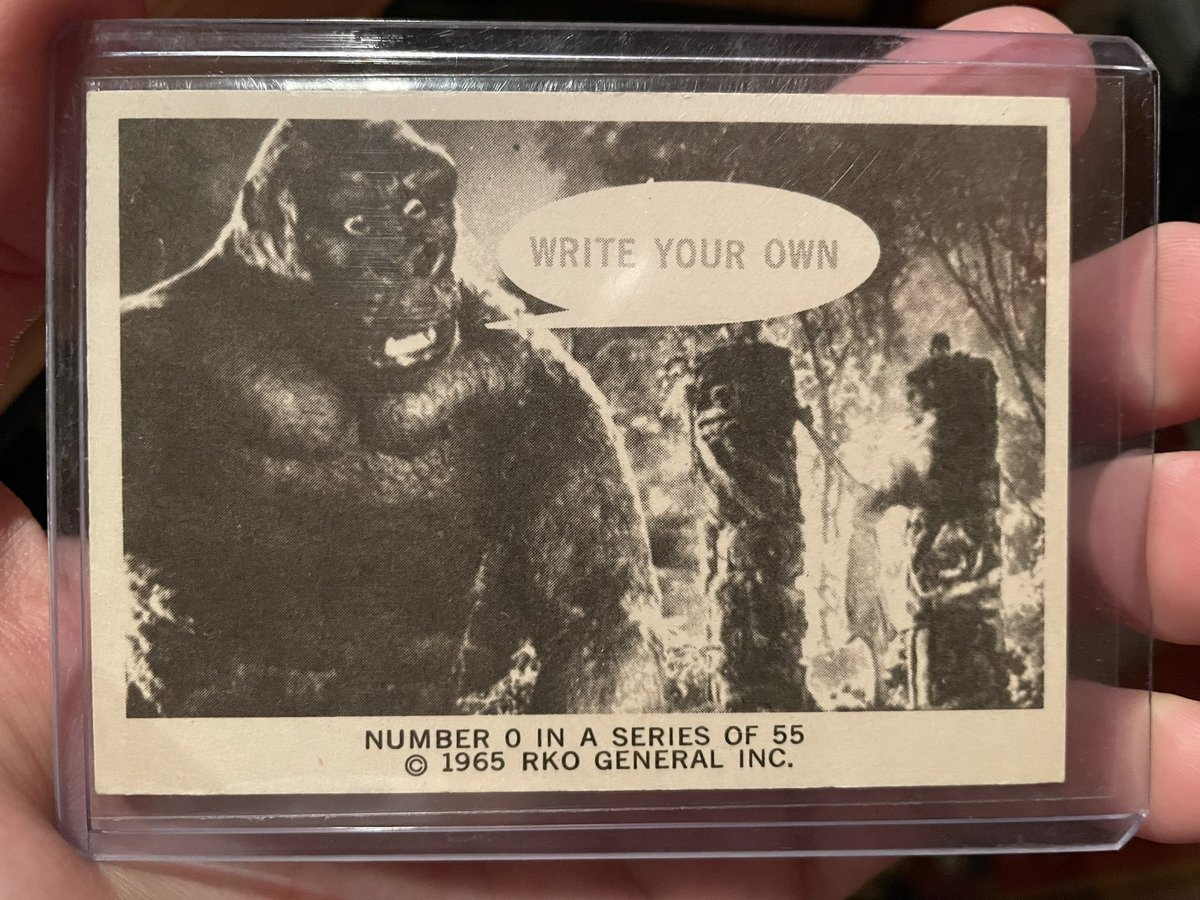 WRITE YOUR OWN
NUMBER 0 IN A SERIES OF 55
© 1965 RKO GENERAL INC.